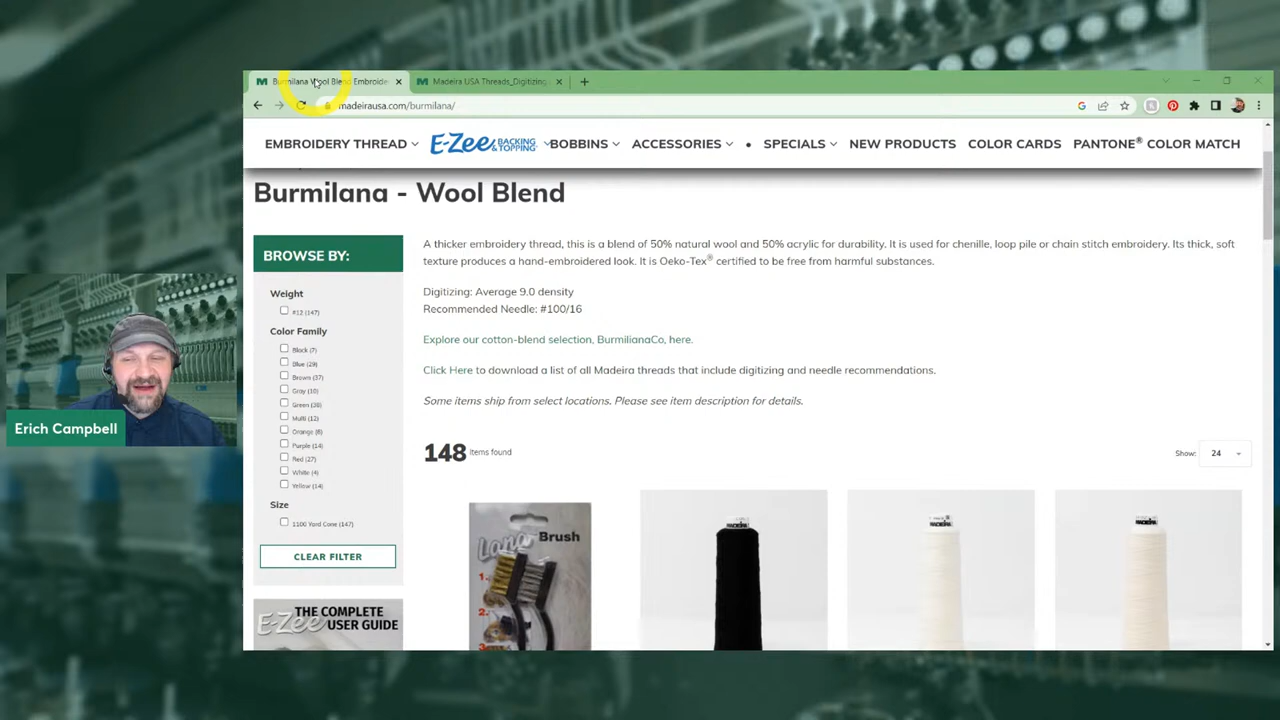 Burmilana Wool Blend Embroide
Madeira USA Threads_Digitizing
madeirausa.com/burmilana/
EMBROIDERY THREAD
E-Zee BACKING & TOPPING
BOBBINS
ACCESSORIES
SPECIALS
NEW PRODUCTS
COLOR CARDS
PANTONE® COLOR MATCH
Burmilana - Wool Blend
BROWSE BY:
Weight
#12 (147)
Color Family
Black (7)
Blue (29)
Brown (37)
Gray (10)
Green (38)
Multi (12)
Orange (8)
Purple (14)
Red (27)
White (4)
Yellow (14)
Size
1100 Yard Cone (147)
CLEAR FILTER
THE COMPLETE
E-Zee USER GUIDE
A thicker embroidery thread, this is a blend of 50% natural wool and 50% acrylic for durability. It is used for chenille, loop pile or chain stitch embroidery. Its thick, soft
texture produces a hand-embroidered look. It is Oeko-Tex® certified to be free from harmful substances.
Digitizing: Average 9.0 density
Recommended Needle: #100/16
Explore our cotton-blend selection, BurmilianaCo, here.
Click Here to download a list of all Madeira threads that include digitizing and needle recommendations.
Some items ship from select locations. Please see item description for details.
148 items found
Show: 24
Lana Brush
1.
2.
MADEIRA
MADEIRA
MADEIRA
Erich Campbell